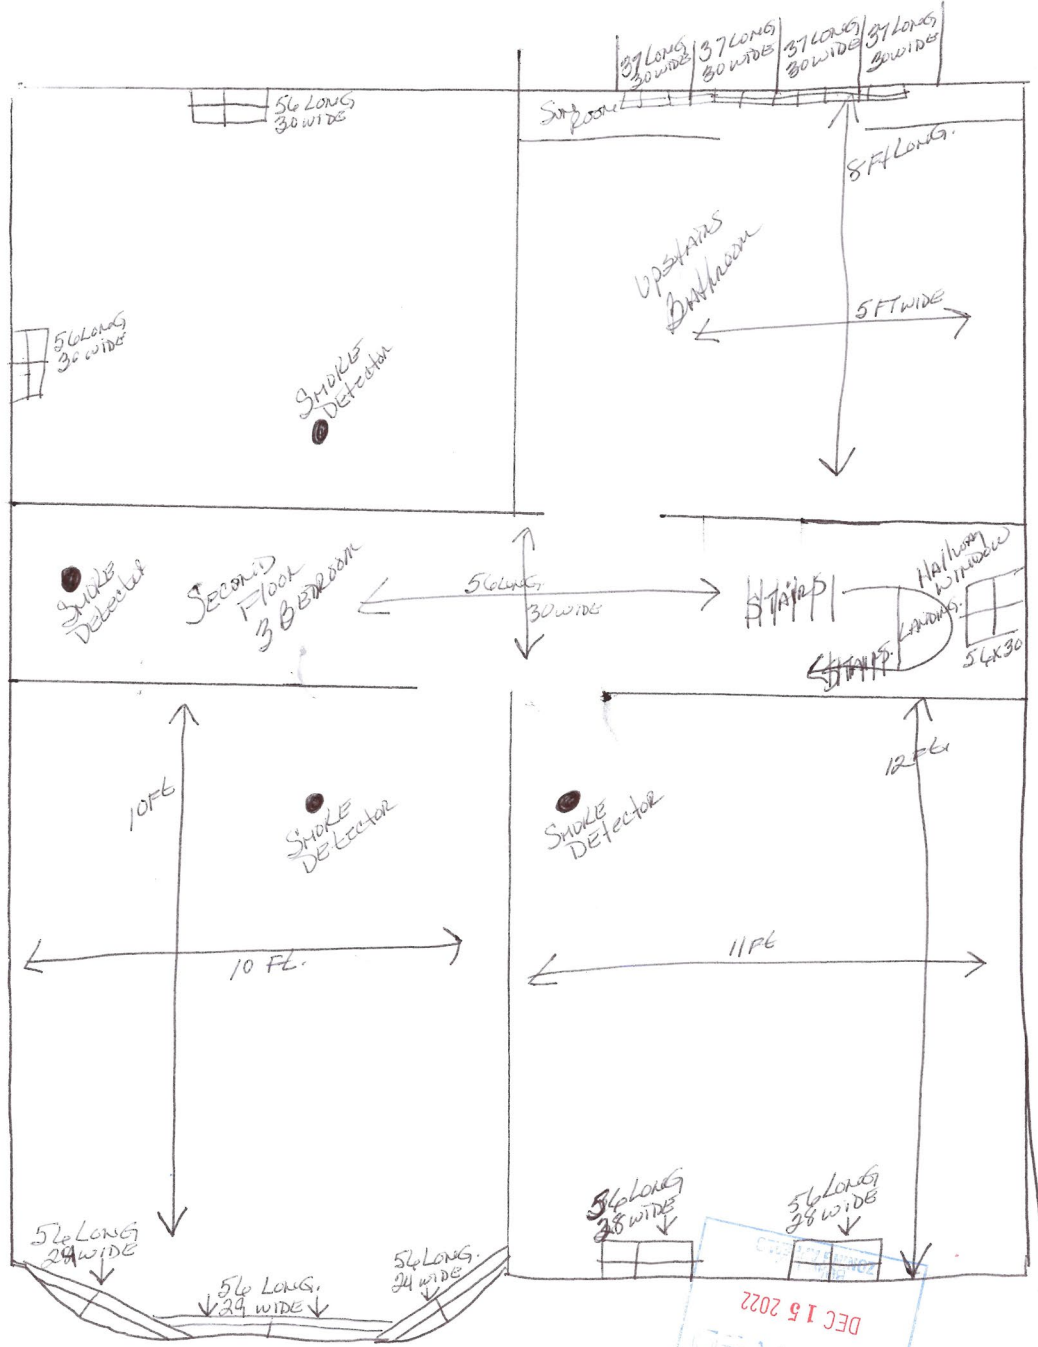 37 LONG
30 WIDE
37 LONG
30 WIDE
37 LONG
30 WIDE
37 LONG
30 WIDE
56 LONG
30 WIDE
SUN
ROOM
8 Ft LONG.
UPSTAIRS
Bathroom
5 FT WIDE
56 LONG
30 WIDE
SMOKE
DETECTOR
SMOKE
DETECTOR
SECOND
FLOOR
3 BEDROOM
56 LONG
30 WIDE
STAIRS
HALLWAY
WINDOW
LANDING.
STAIRS.
56X30
10 Ft
12 Ft.
SMOKE
DETECTOR
SMOKE
DETECTOR
10 Ft.
11 Ft
56 LONG
28 WIDE
56 LONG
28 WIDE
56 LONG
WIDE
56 LONG.
29 WIDE
56 LONG.
24 WIDE
DEC 15 2022